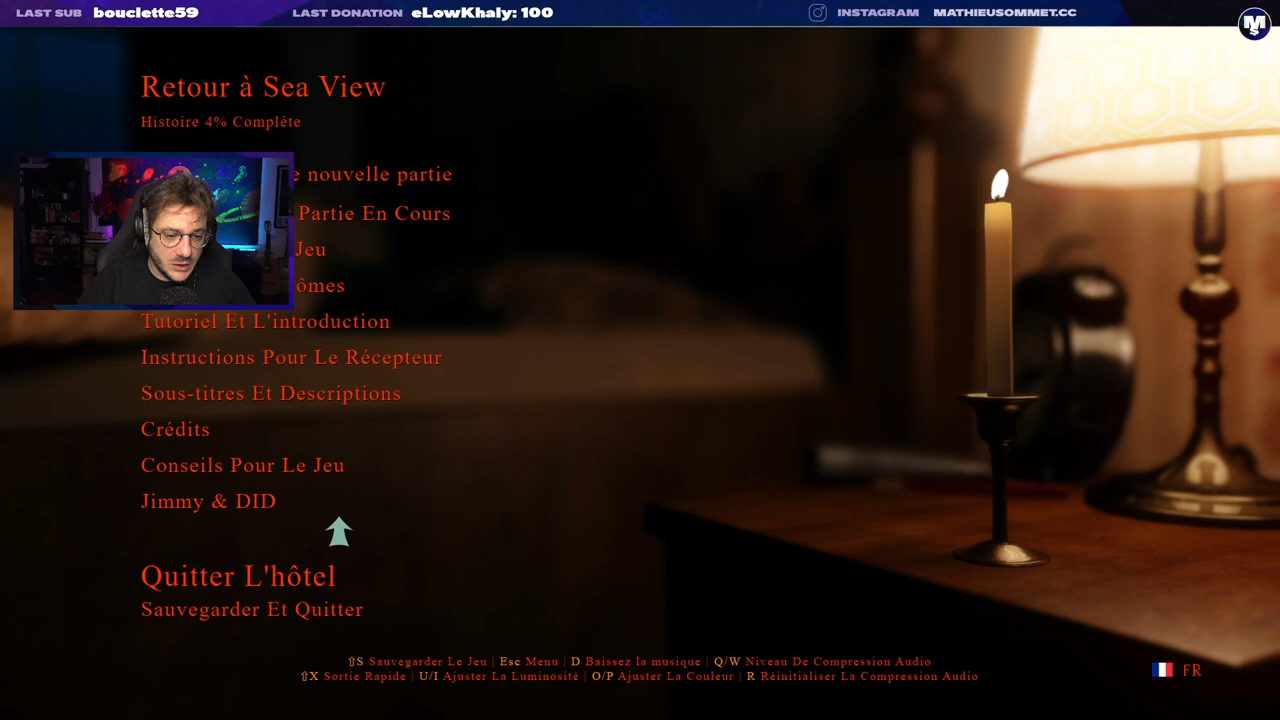 LAST SUB bouclette59 LAST DONATION eLowKhaly: 100 INSTAGRAM MATHIEUSOMMET.CC
Retour à Sea View
Histoire 4% Complète
nouvelle partie
Partie En Cours
Jeu
Tutoriel Et L'introduction
Instructions Pour Le Récepteur
Sous-titres Et Descriptions
Crédits
Conseils Pour Le Jeu
Jimmy & DID
Quitter L'hôtel
Sauvegarder Et Quitter
⇧S Sauvegarder Le Jeu | Esc Menu | D Baissez la musique | Q/W Niveau De Compression Audio
⇧X Sortie Rapide | U/I Ajuster La Luminosité | O/P Ajuster La Couleur | R Réinitialiser La Compression Audio
FR